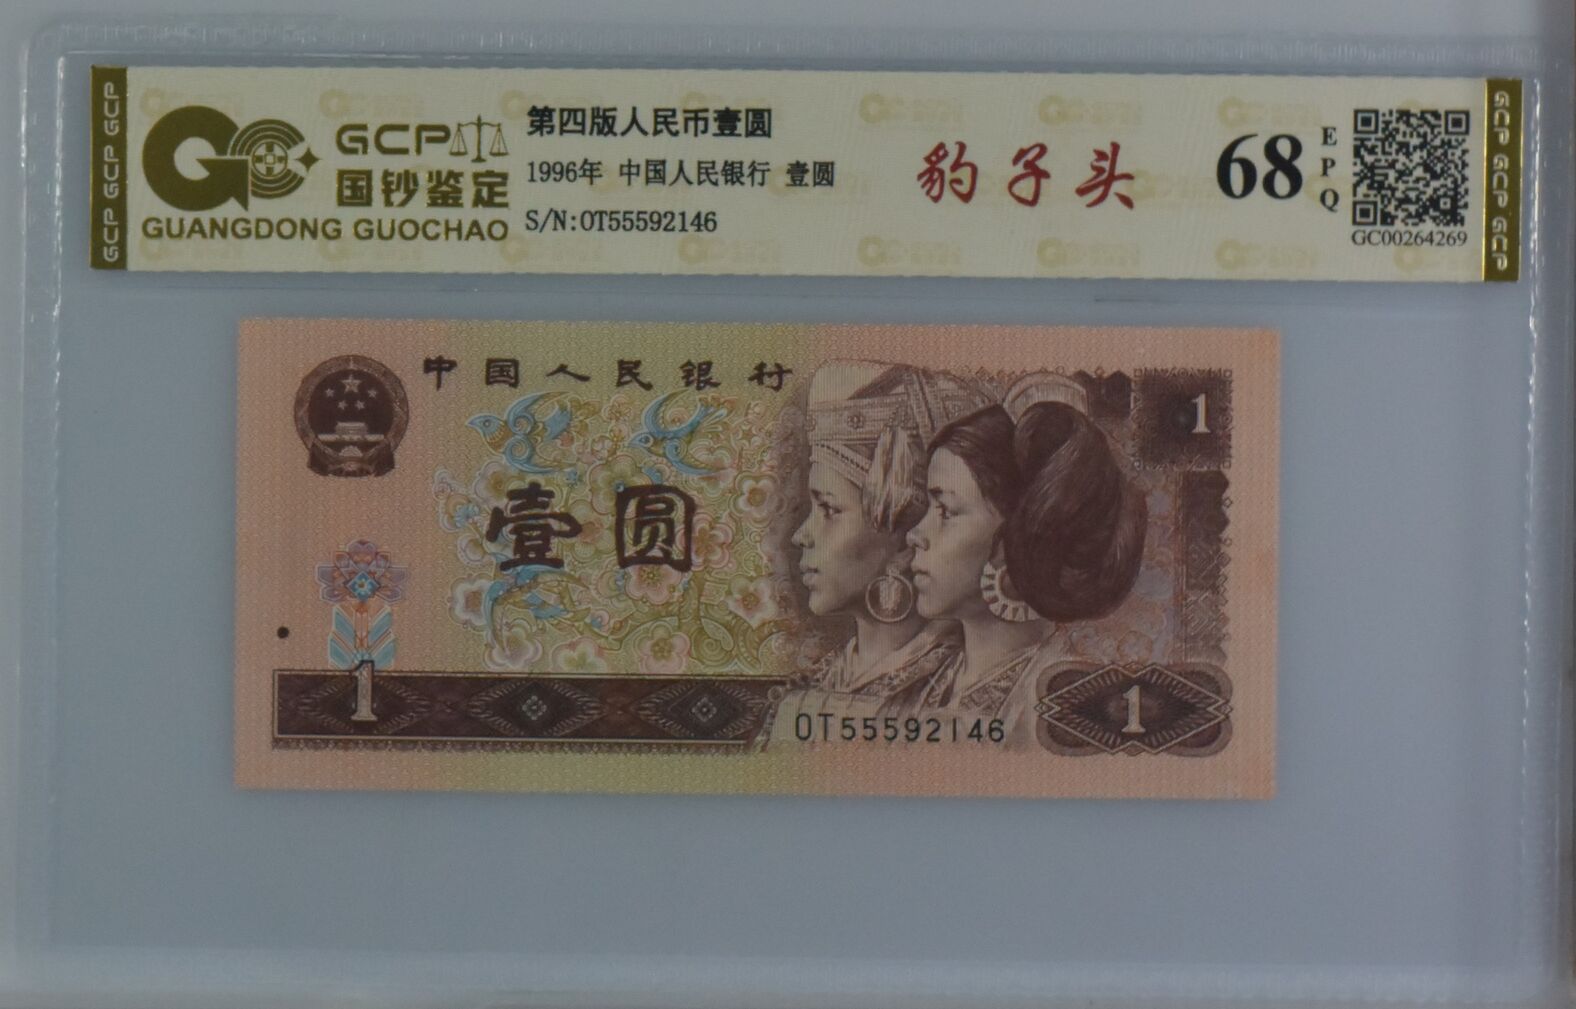 GCP GCP GCP
GCP
国钞鉴定
GUANGDONG GUOCHAO
第四版人民币壹圆
1996年 中国人民银行 壹圆
S/N:OT55592146
豹子头
68
EPQ
GC00264269
GCP GCP GCP
中国人民银行
1
壹圆
1
OT55592146
1